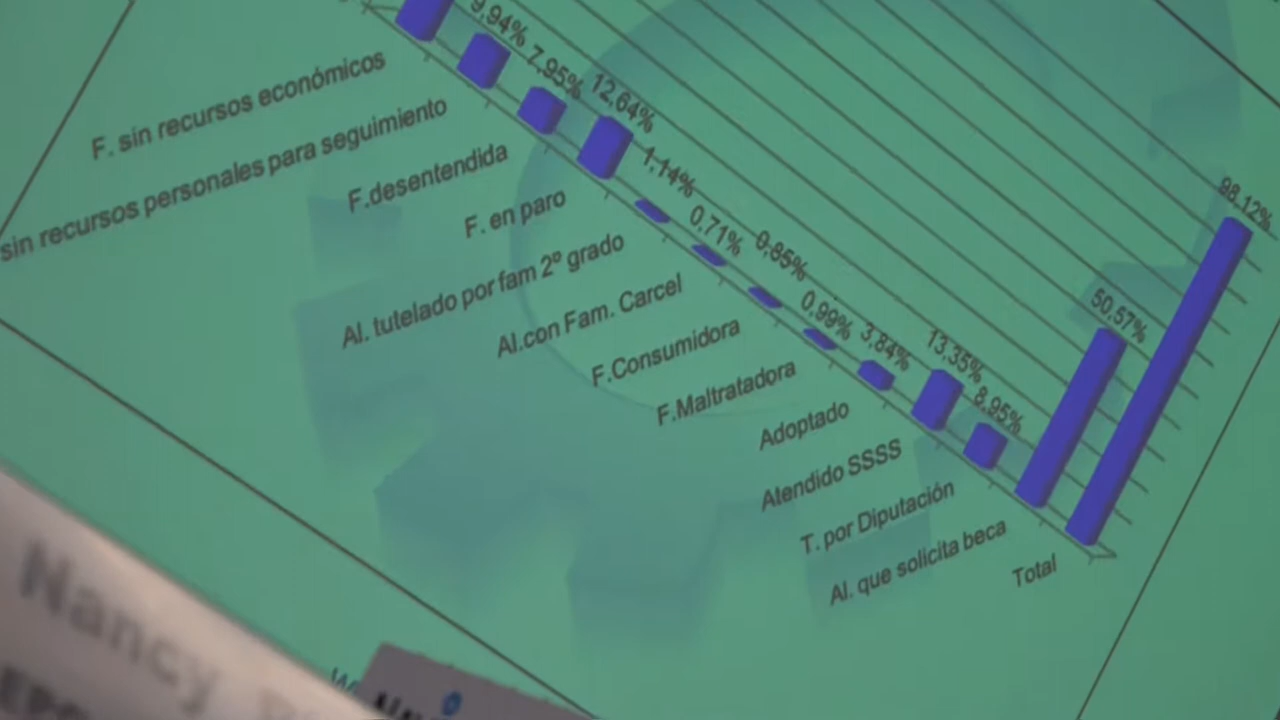 9,94%
7,95%
12,64%
1,14%
0,71%
0,85%
0,99%
3,84%
13,35%
8,95%
50,57%
98,12%
F. sin recursos económicos
sin recursos personales para seguimiento
F.desentendida
F. en paro
Al. tutelado por fam 2º grado
Al.con Fam. Carcel
F.Consumidora
F.Maltratadora
Adoptado
Atendido SSSS
T. por Diputación
Al. que solicita beca
Total
Nancy